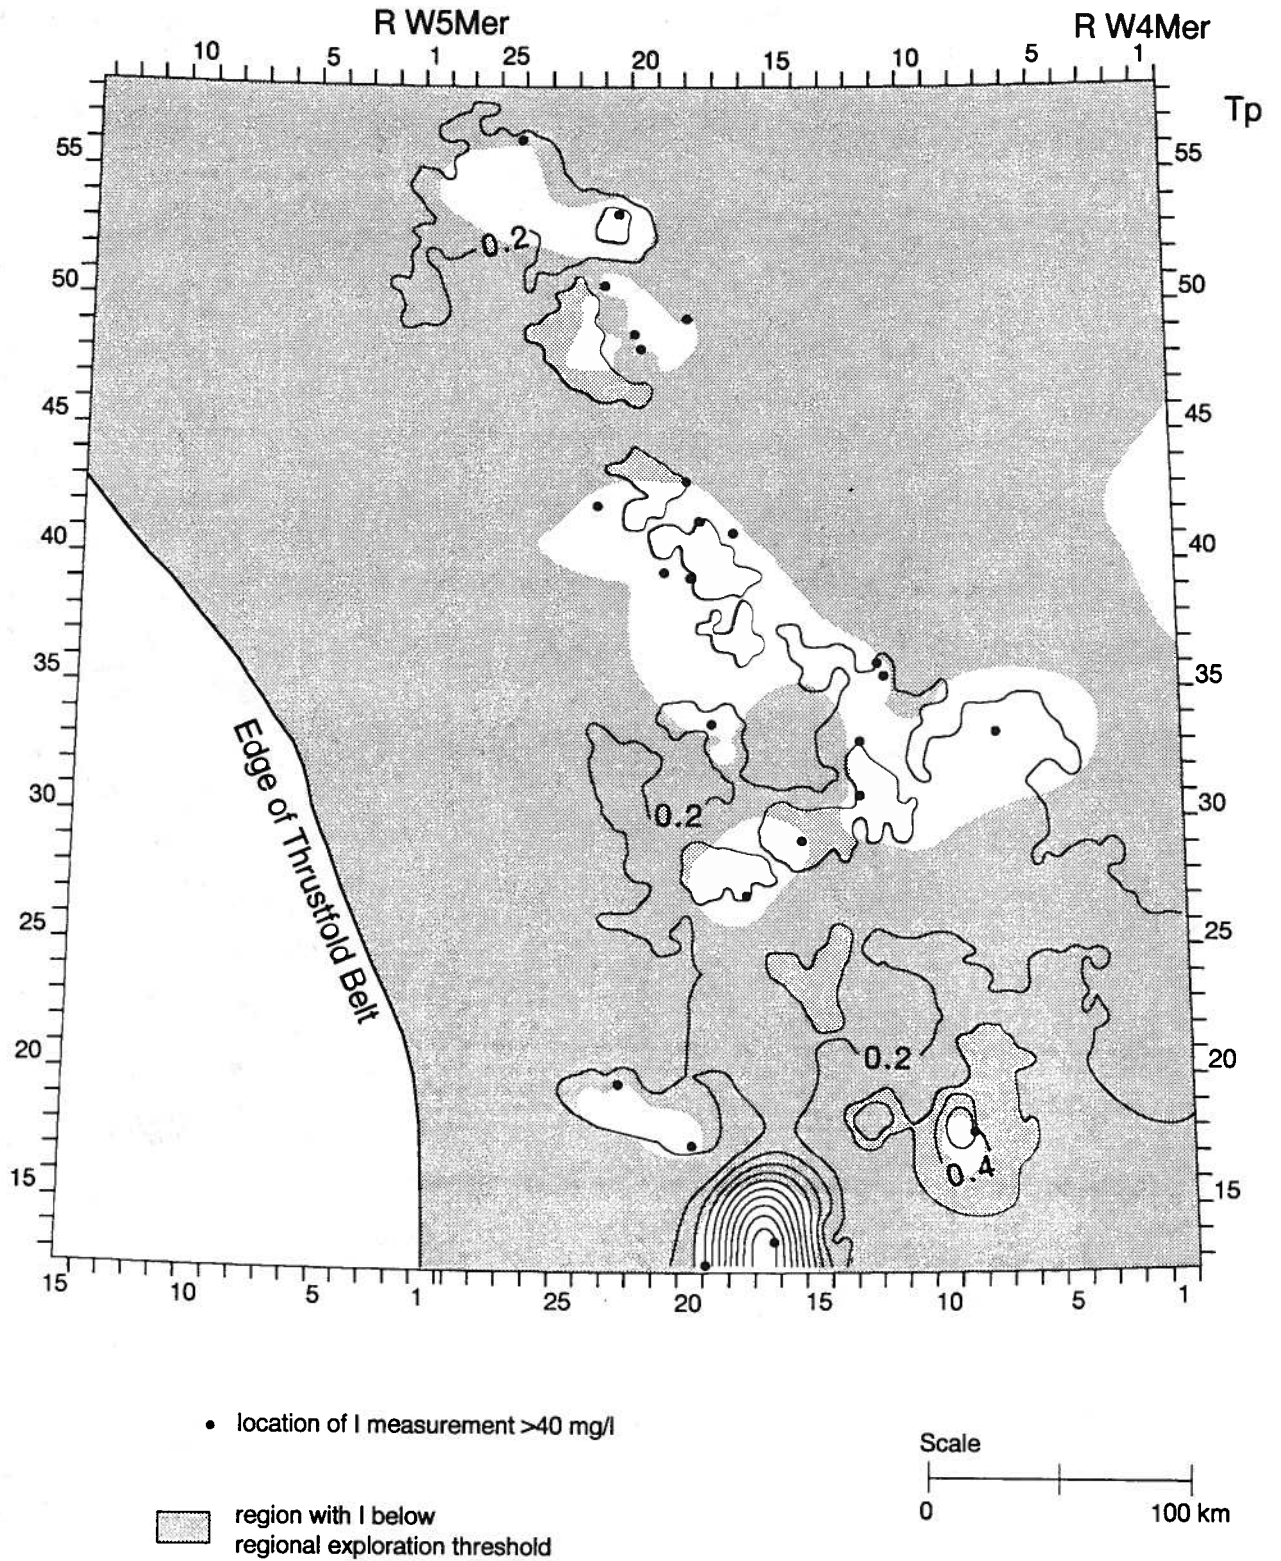 R W5Mer R W4Mer
10 5 1 25 20 15 10 5 1
Tp
55 55
0.2
50 50
45 45
40 40
35 35
Edge of Thrustfold Belt
30 30
0.2
25 25
20 20
0.2
0.4
15 15
15 10 5 1 25 20 15 10 5 1
• location of I measurement >40 mg/l
Scale
0 100 km
region with I below
regional exploration threshold